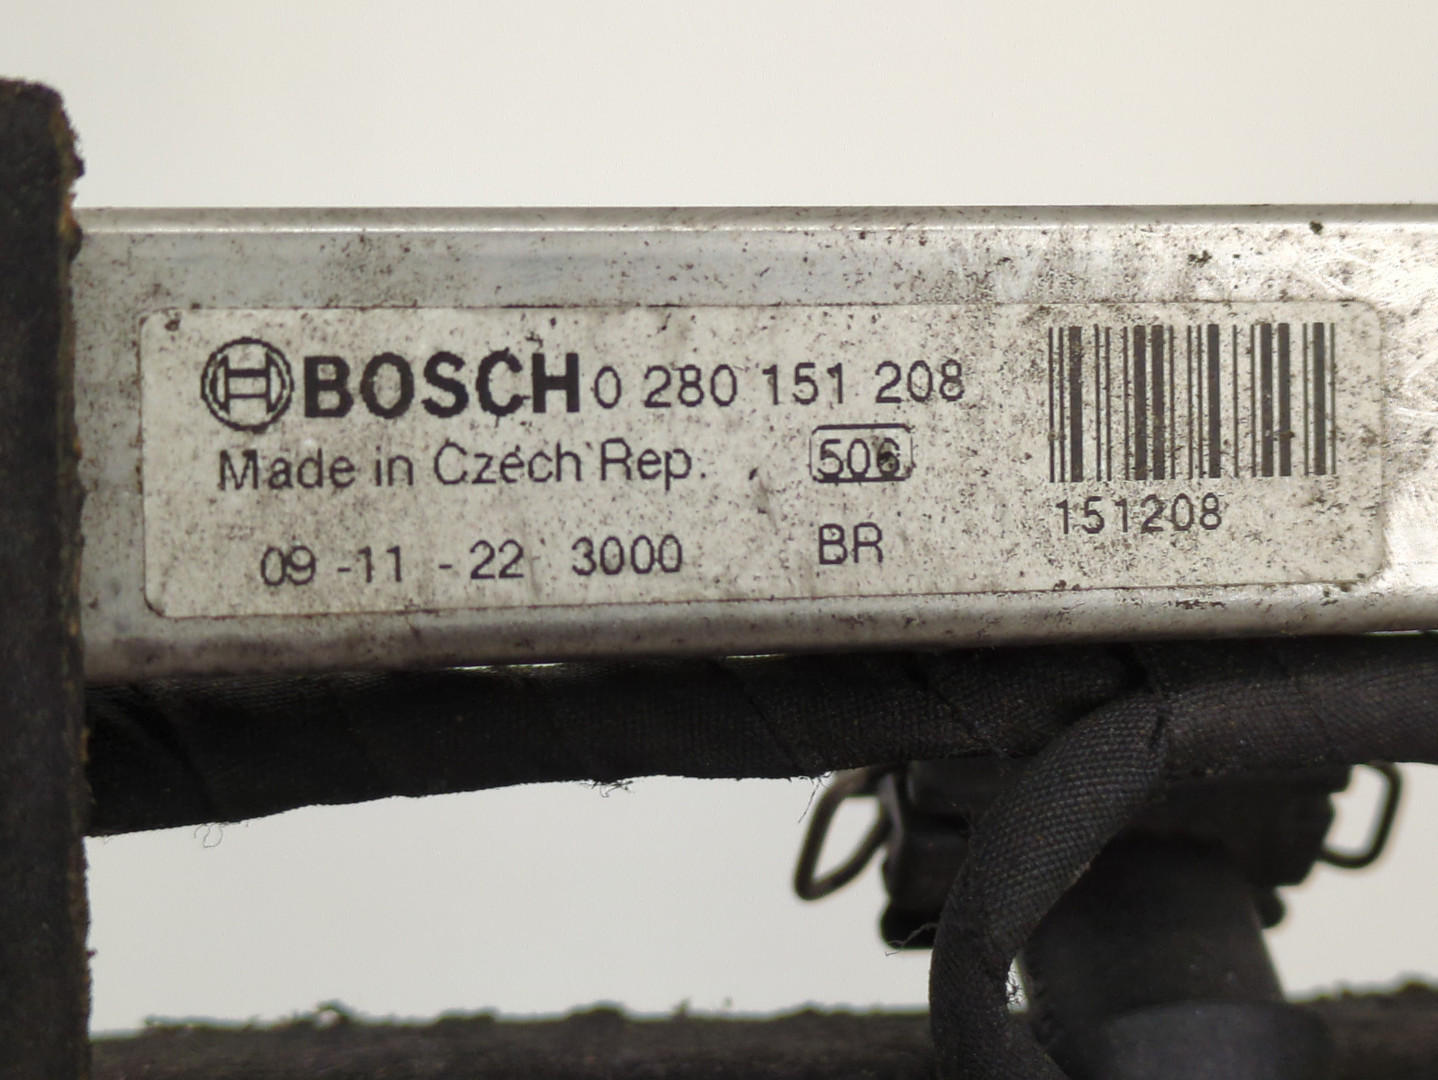 BOSCH 0 280 151 208
Made in Czech Rep. 506
09 -11 - 22 3000 BR
151208